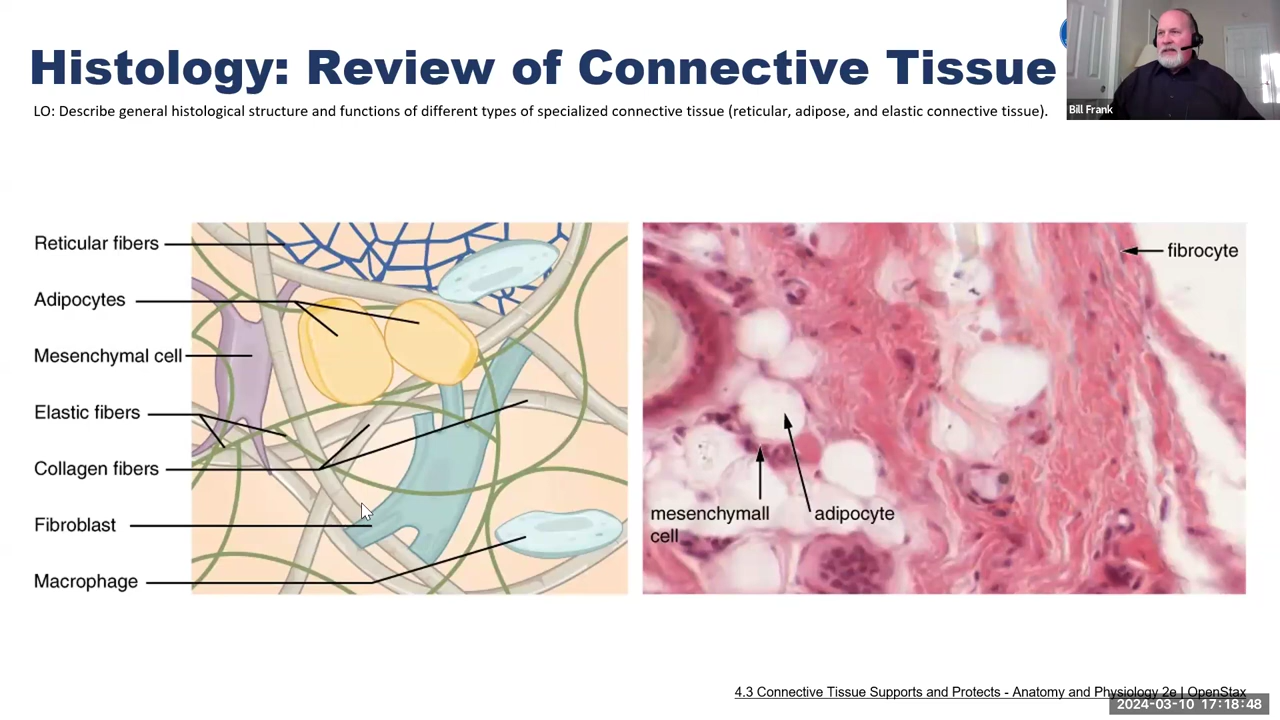 Histology: Review of Connective Tissue
LO: Describe general histological structure and functions of different types of specialized connective tissue (reticular, adipose, and elastic connective tissue).
Bill Frank
Reticular fibers
Adipocytes
Mesenchymal cell
Elastic fibers
Collagen fibers
Fibroblast
Macrophage
fibrocyte
mesenchymall
cell
adipocyte
4.3 Connective Tissue Supports and Protects - Anatomy and Physiology 2e | OpenStax
2024-03-10 17:18:48